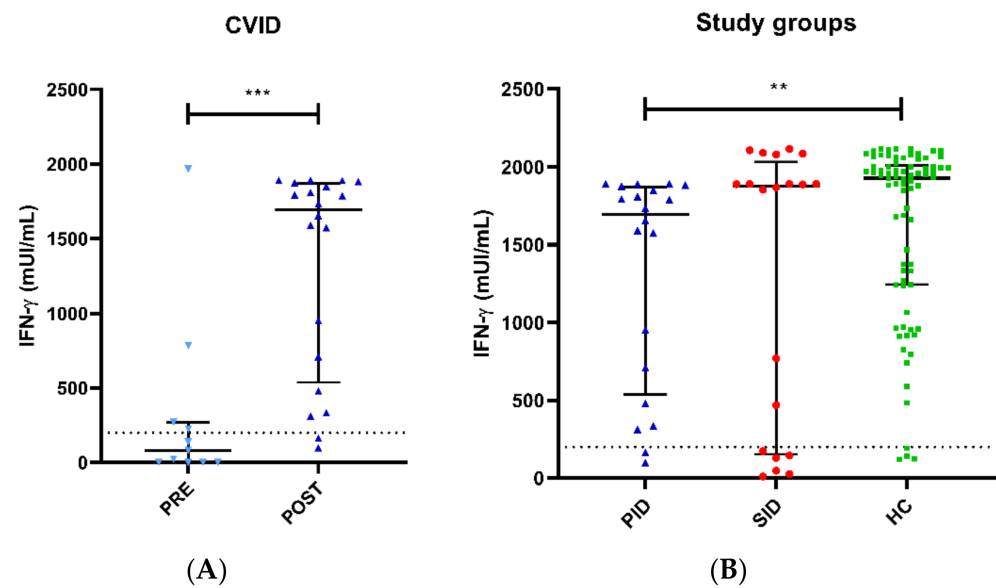 CVID
IFN-γ (mUI/mL)
2500
2000
1500
1000
500
0
***
PRE
POST
(A)
Study groups
IFN-γ (mUI/mL)
2500
2000
1500
1000
500
0
**
PID
SID
HC
(B)